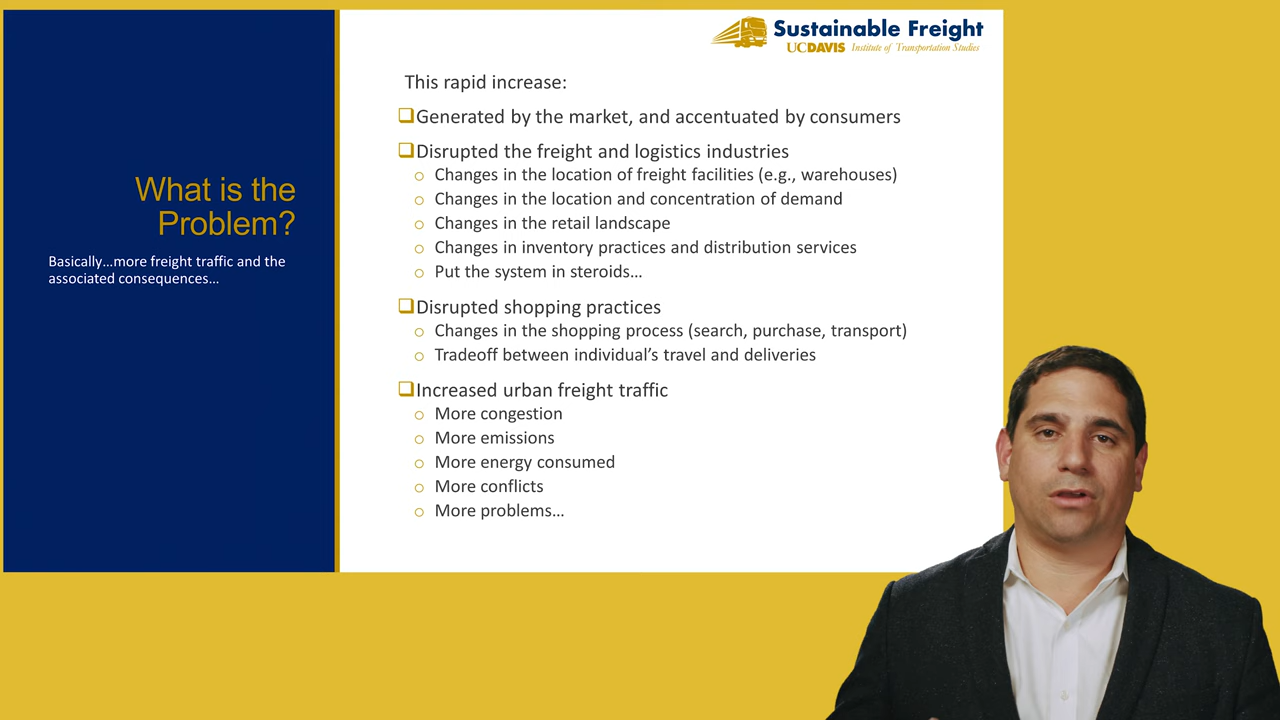 Sustainable Freight
UCDAVIS Institute of Transportation Studies
What is the
Problem?
Basically...more freight traffic and the
associated consequences...
This rapid increase:
Generated by the market, and accentuated by consumers
Disrupted the freight and logistics industries
Changes in the location of freight facilities (e.g., warehouses)
Changes in the location and concentration of demand
Changes in the retail landscape
Changes in inventory practices and distribution services
Put the system in steroids...
Disrupted shopping practices
Changes in the shopping process (search, purchase, transport)
Tradeoff between individual's travel and deliveries
Increased urban freight traffic
More congestion
More emissions
More energy consumed
More conflicts
More problems...